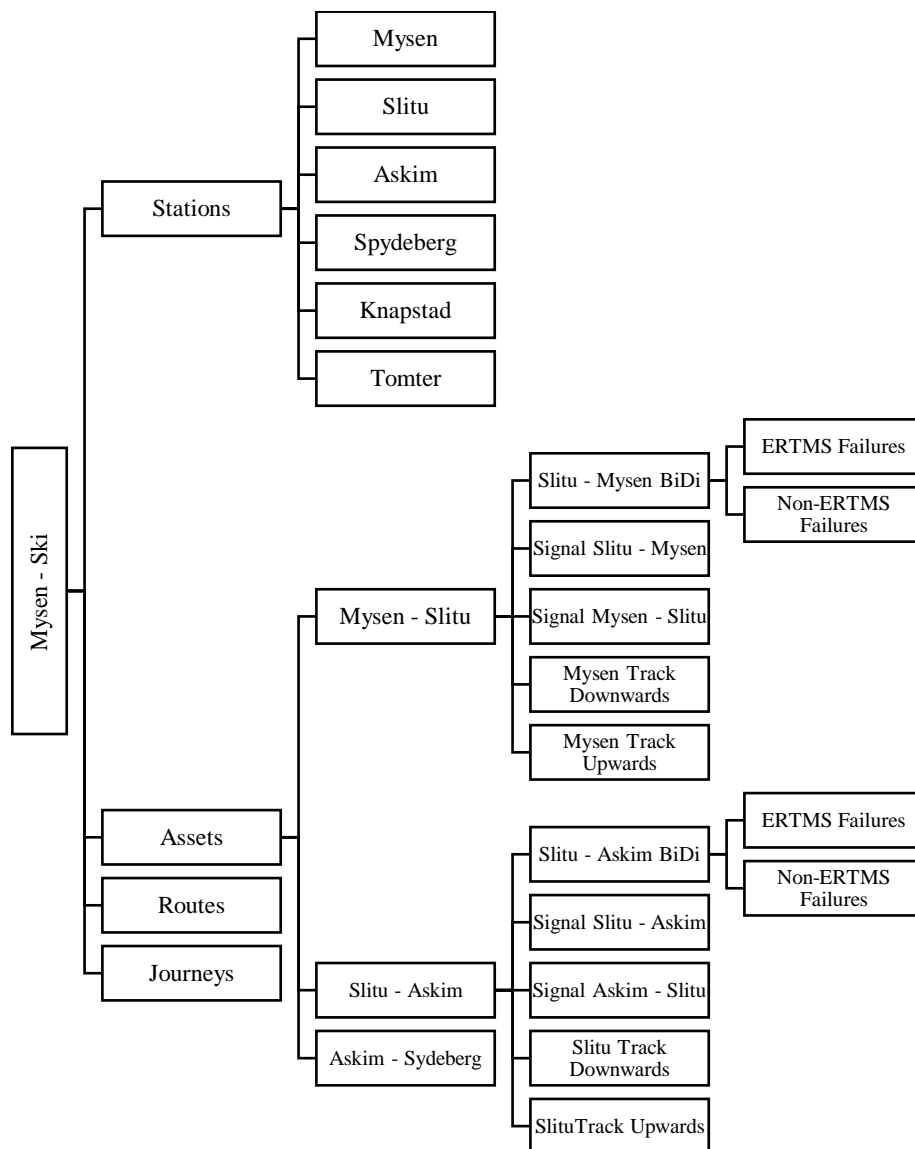 Mysen - Ski
Stations
Mysen
Slitu
Askim
Spydeberg
Knapstad
Tomter
Assets
Mysen - Slitu
Slitu - Mysen BiDi
ERTMS Failures
Non-ERTMS
Failures
Signal Slitu - Mysen
Signal Mysen - Slitu
Mysen Track
Downwards
Mysen Track
Upwards
Slitu - Askim
Slitu - Askim BiDi
ERTMS Failures
Non-ERTMS
Failures
Signal Slitu - Askim
Signal Askim - Slitu
Slitu Track
Downwards
SlituTrack Upwards
Askim - Sydeberg
Routes
Journeys